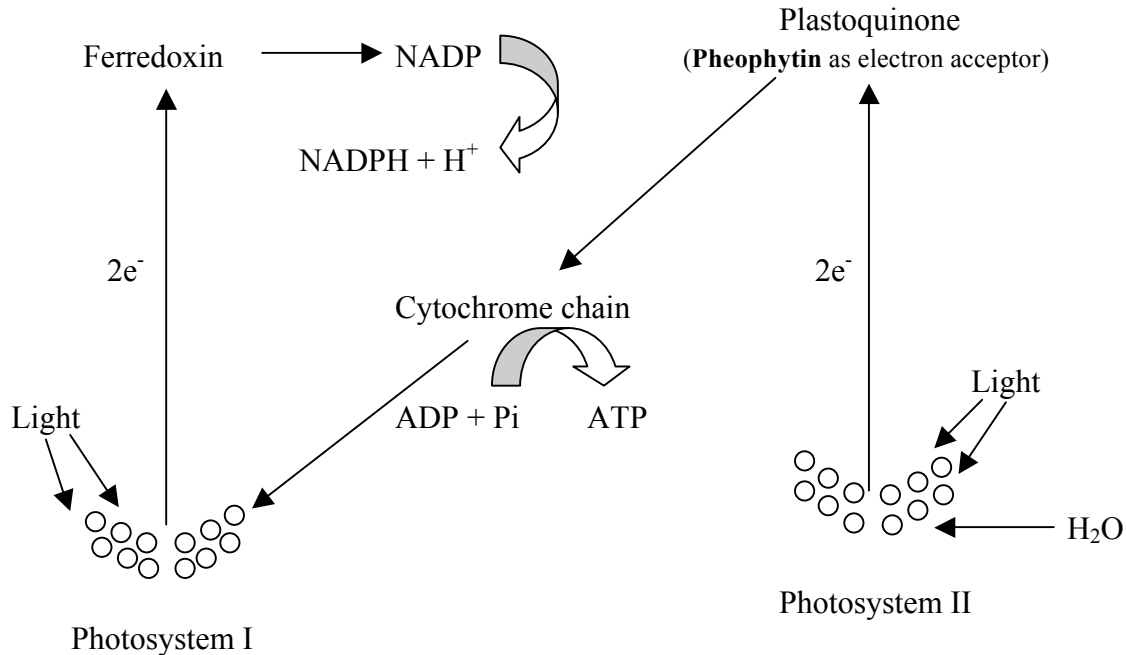 Plastoquinone
(Pheophytin as electron acceptor)
Ferredoxin
NADP
NADPH + H⁺
2e⁻
2e⁻
Cytochrome chain
ADP + Pi
ATP
Light
Light
H₂O
Photosystem II
Photosystem I